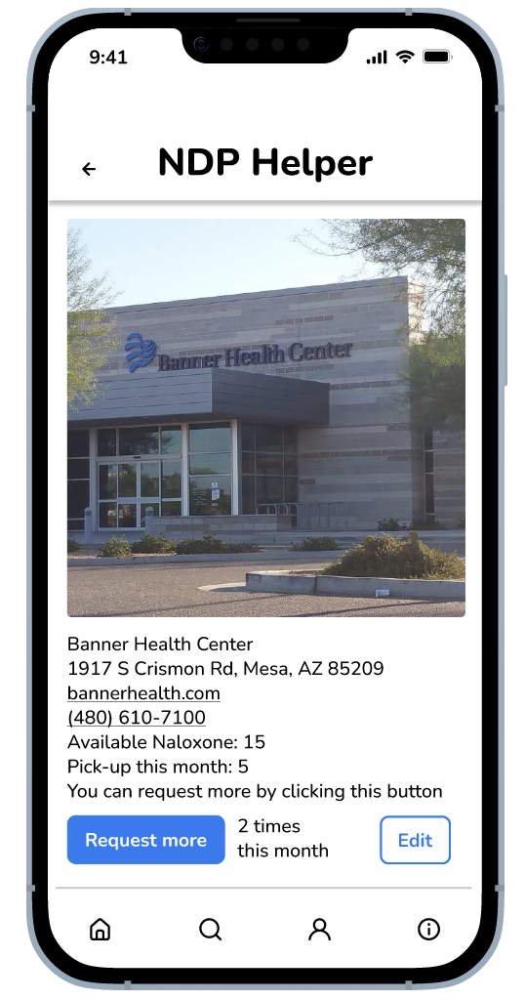 9:41
NDP Helper
Banner Health Center
Banner Health Center
1917 S Crismon Rd, Mesa, AZ 85209
bannerhealth.com
(480) 610-7100
Available Naloxone: 15
Pick-up this month: 5
You can request more by clicking this button
Request more
2 times
this month
Edit